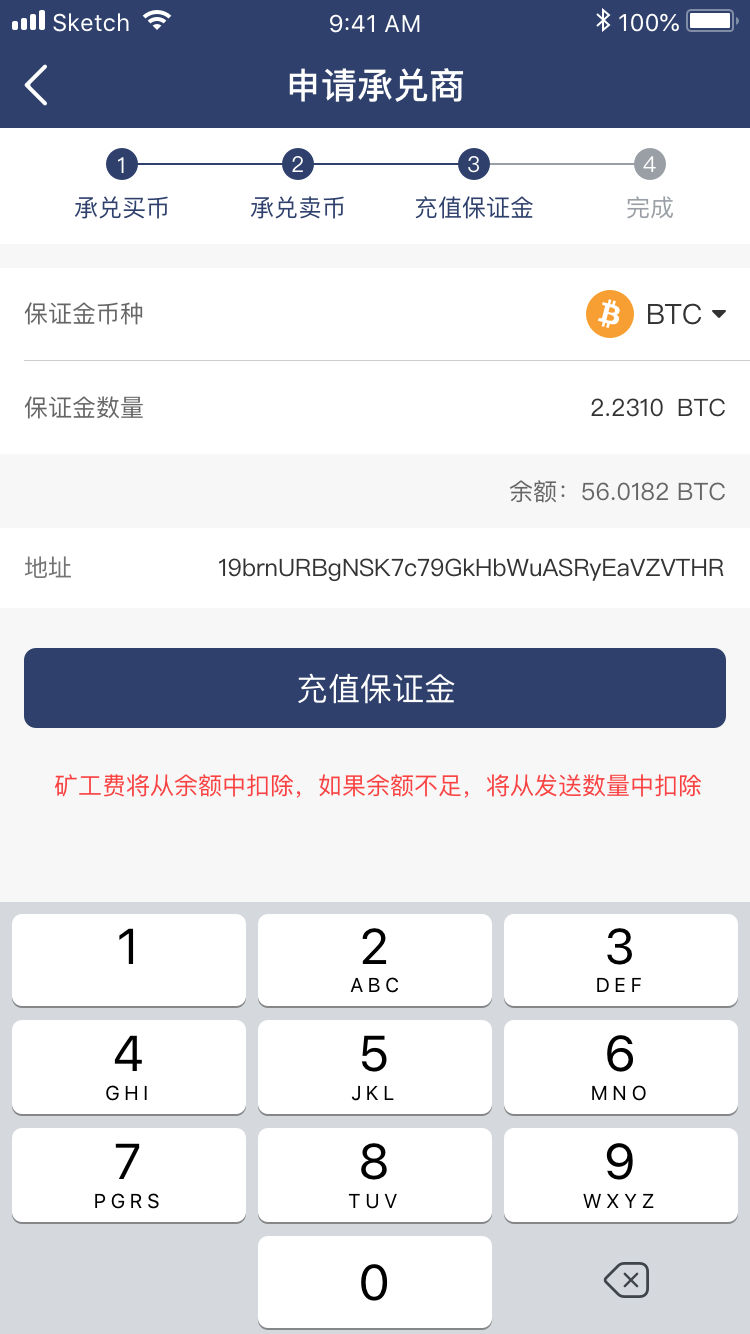 Sketch 9:41 AM 100%
申请承兑商
1 2 3 4
承兑买币 承兑卖币 充值保证金 完成
保证金币种 BTC
保证金数量 2.2310 BTC
余额：56.0182 BTC
地址 19brnURBgNSK7c79GkHbWuASRyEaVZVTHR
充值保证金
矿工费将从余额中扣除，如果余额不足，将从发送数量中扣除
1 2 3
ABC DEF
4 5 6
GHI JKL MNO
7 8 9
PGRS TUV WXYZ
0